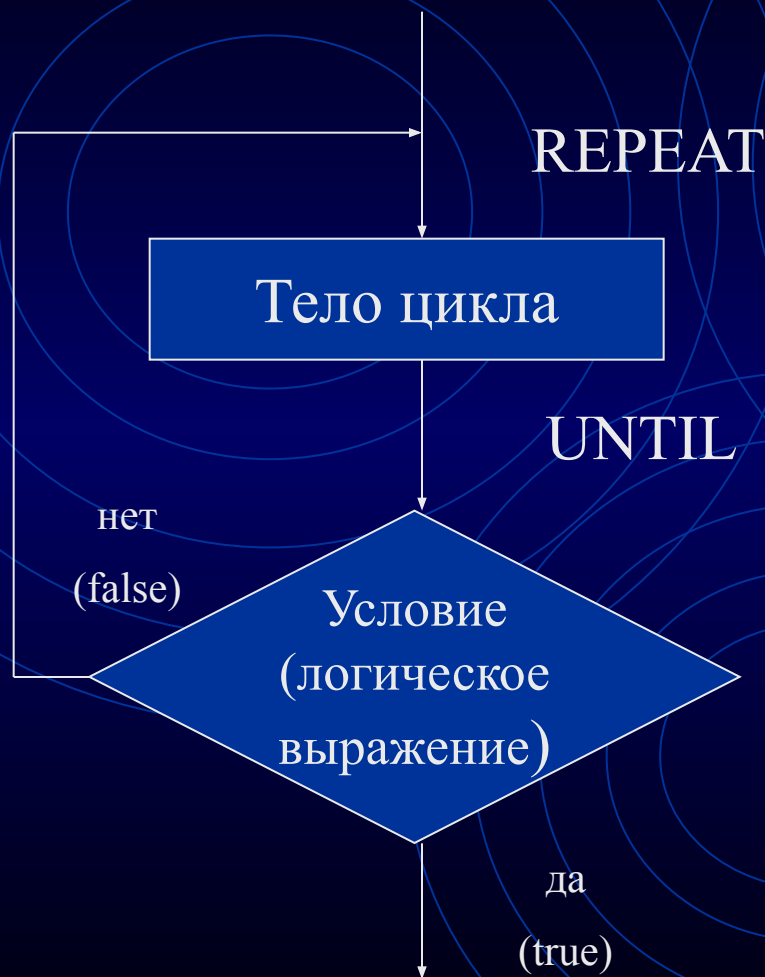 REPEAT
Тело цикла
UNTIL
нет
(false)
Условие
(логическое
выражение)
да
(true)